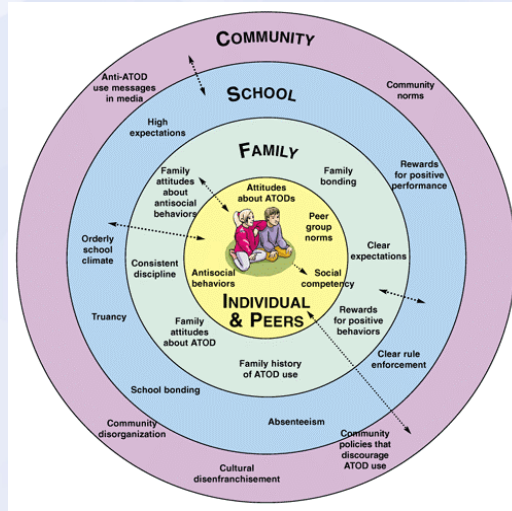 COMMUNITY
Anti-ATOD
use messages
in media
Community
norms
SCHOOL
High
expectations
Rewards
for positive
performance
FAMILY
Family
attitudes
about
antisocial
behaviors
Family
bonding
Attitudes
about ATODs
Peer
group
norms
Orderly
school
climate
Consistent
discipline
Clear
expectations
Antisocial
behaviors
Social
competency
INDIVIDUAL
& PEERS
Truancy
Family
attitudes
about ATOD
Rewards
for positive
behaviors
Family history
of ATOD use
Clear rule
enforcement
School bonding
Absenteeism
Community
disorganization
Community
policies that
discourage
ATOD use
Cultural
disenfranchisement